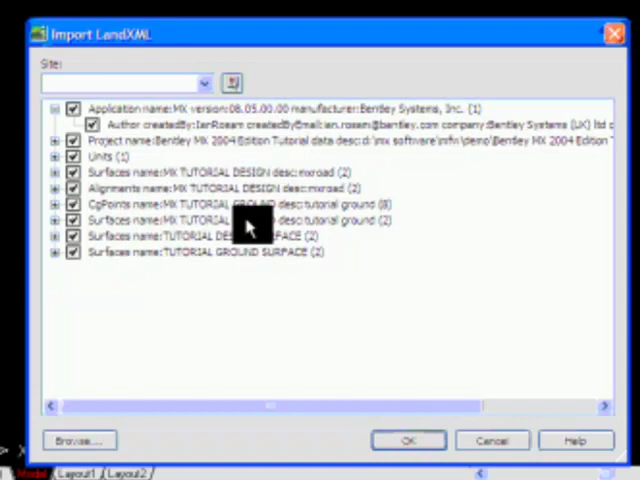 Import LandXML
Site:
Application name:MX version:08.05.00.00 manufacturer:Bentley Systems, Inc. (1)
Author createdBy:IanRosam createdByEmail:ian.rosam@bentley.com company:Bentley Systems (UK) ltd c
Project name:Bentley MX 2004 Edition Tutorial data desc:d:\mx software\mfw\demo\Bentley MX 2004 Edition T
Units (1)
Surfaces name:MX TUTORIAL DESIGN desc:mxroad (2)
Alignments name:MX TUTORIAL DESIGN desc:mxroad (2)
CgPoints name:MX TUTORIAL GROUND desc:tutorial ground (8)
Surfaces name:MX TUTORIAL desc:tutorial ground (2)
Surfaces name:TUTORIAL DES FACE (2)
Surfaces name:TUTORIAL GROUND SURFACE (2)
Browse... OK Cancel Help
Model Layout1 Layout2